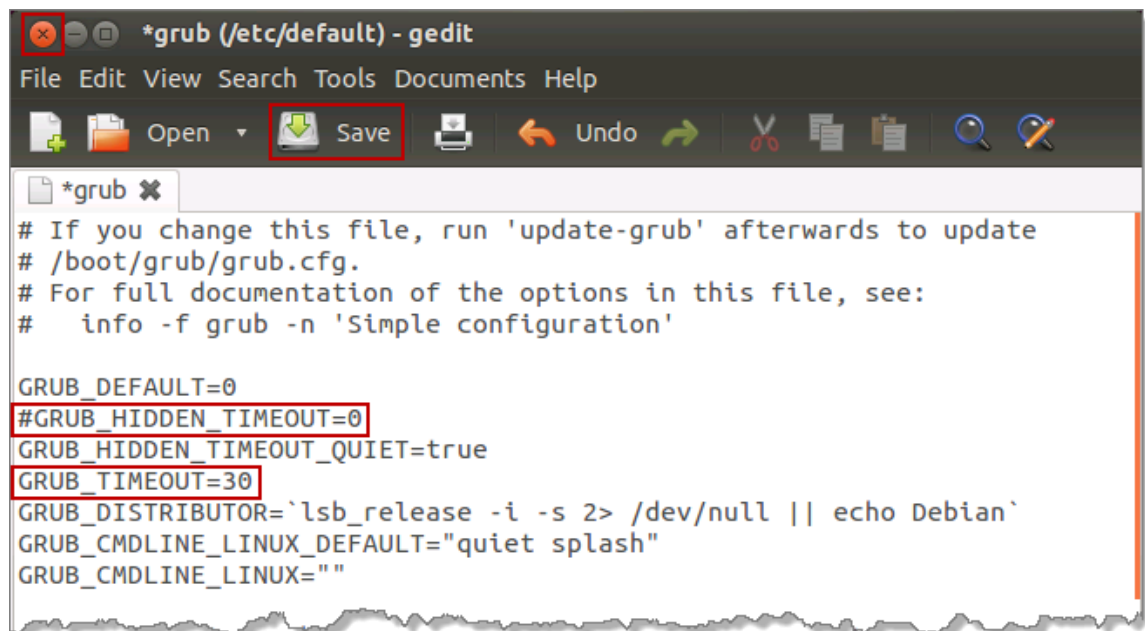 *grub (/etc/default) - gedit
File Edit View Search Tools Documents Help
Open Save Undo
*grub
# If you change this file, run 'update-grub' afterwards to update
# /boot/grub/grub.cfg.
# For full documentation of the options in this file, see:
#   info -f grub -n 'Simple configuration'
GRUB_DEFAULT=0
#GRUB_HIDDEN_TIMEOUT=0
GRUB_HIDDEN_TIMEOUT_QUIET=true
GRUB_TIMEOUT=30
GRUB_DISTRIBUTOR=`lsb_release -i -s 2> /dev/null || echo Debian`
GRUB_CMDLINE_LINUX_DEFAULT="quiet splash"
GRUB_CMDLINE_LINUX=""